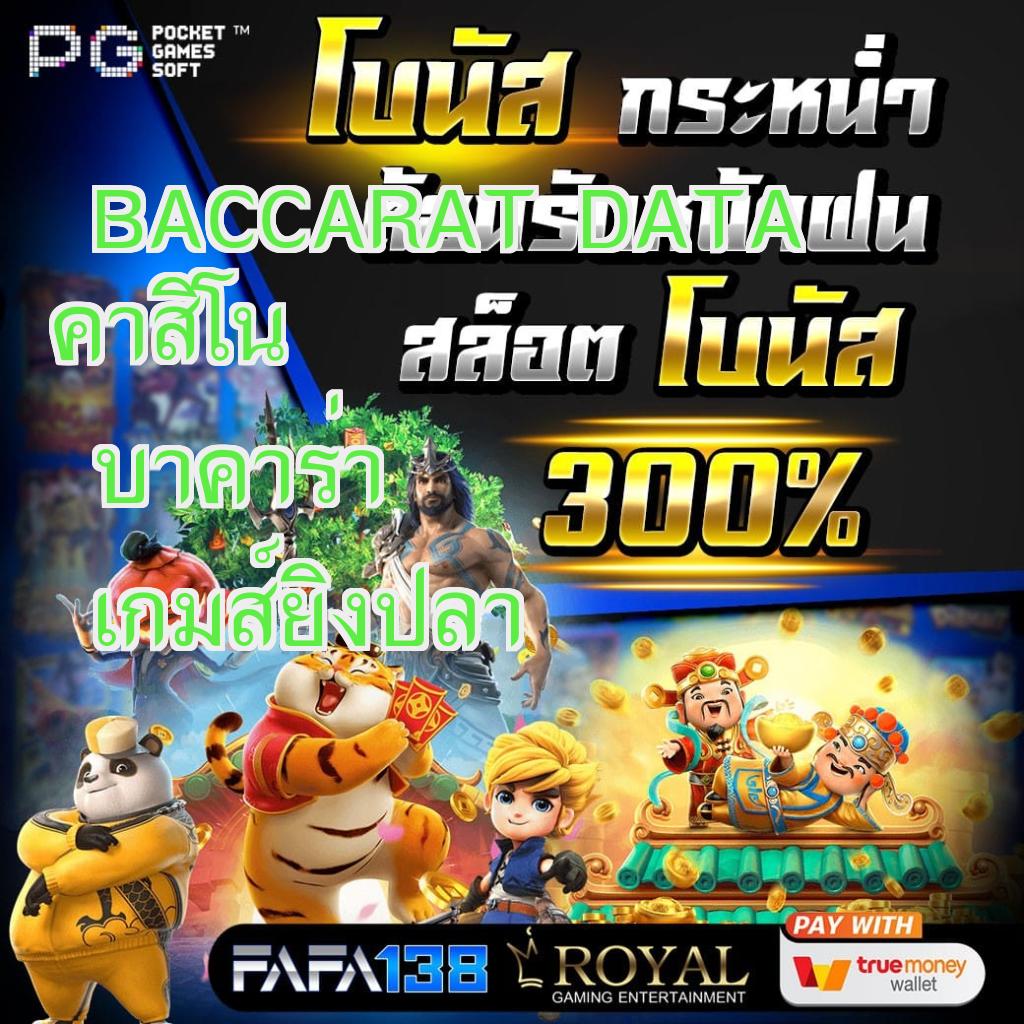 PG POCKET GAMES SOFT™
โบนัส กระหน่ำ
BACCARAT DATA
คาสิโน
สล็อต โบนัส
บาคาร่า
300%
เกมส์ยิงปลา
FAFA138
ROYAL
GAMING ENTERTAINMENT
PAY WITH
truemoney
wallet